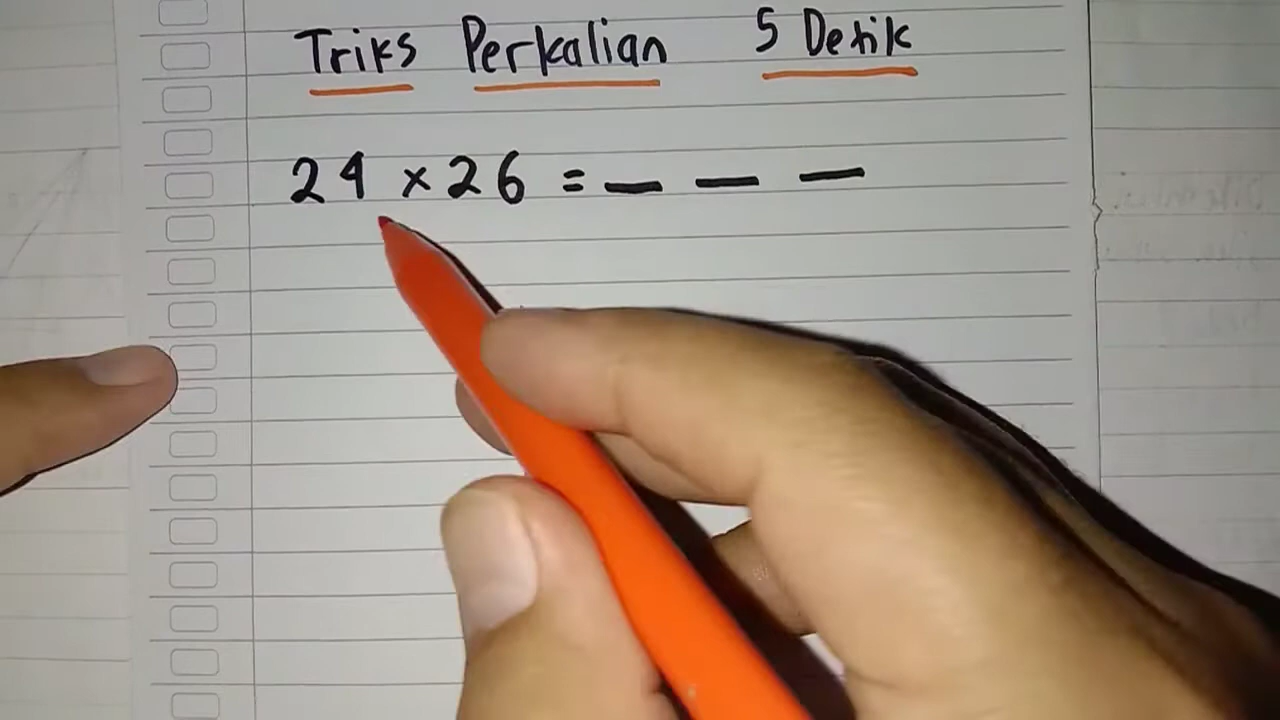 Triks Perkalian 5 Detik
24 × 26 = _ _ _